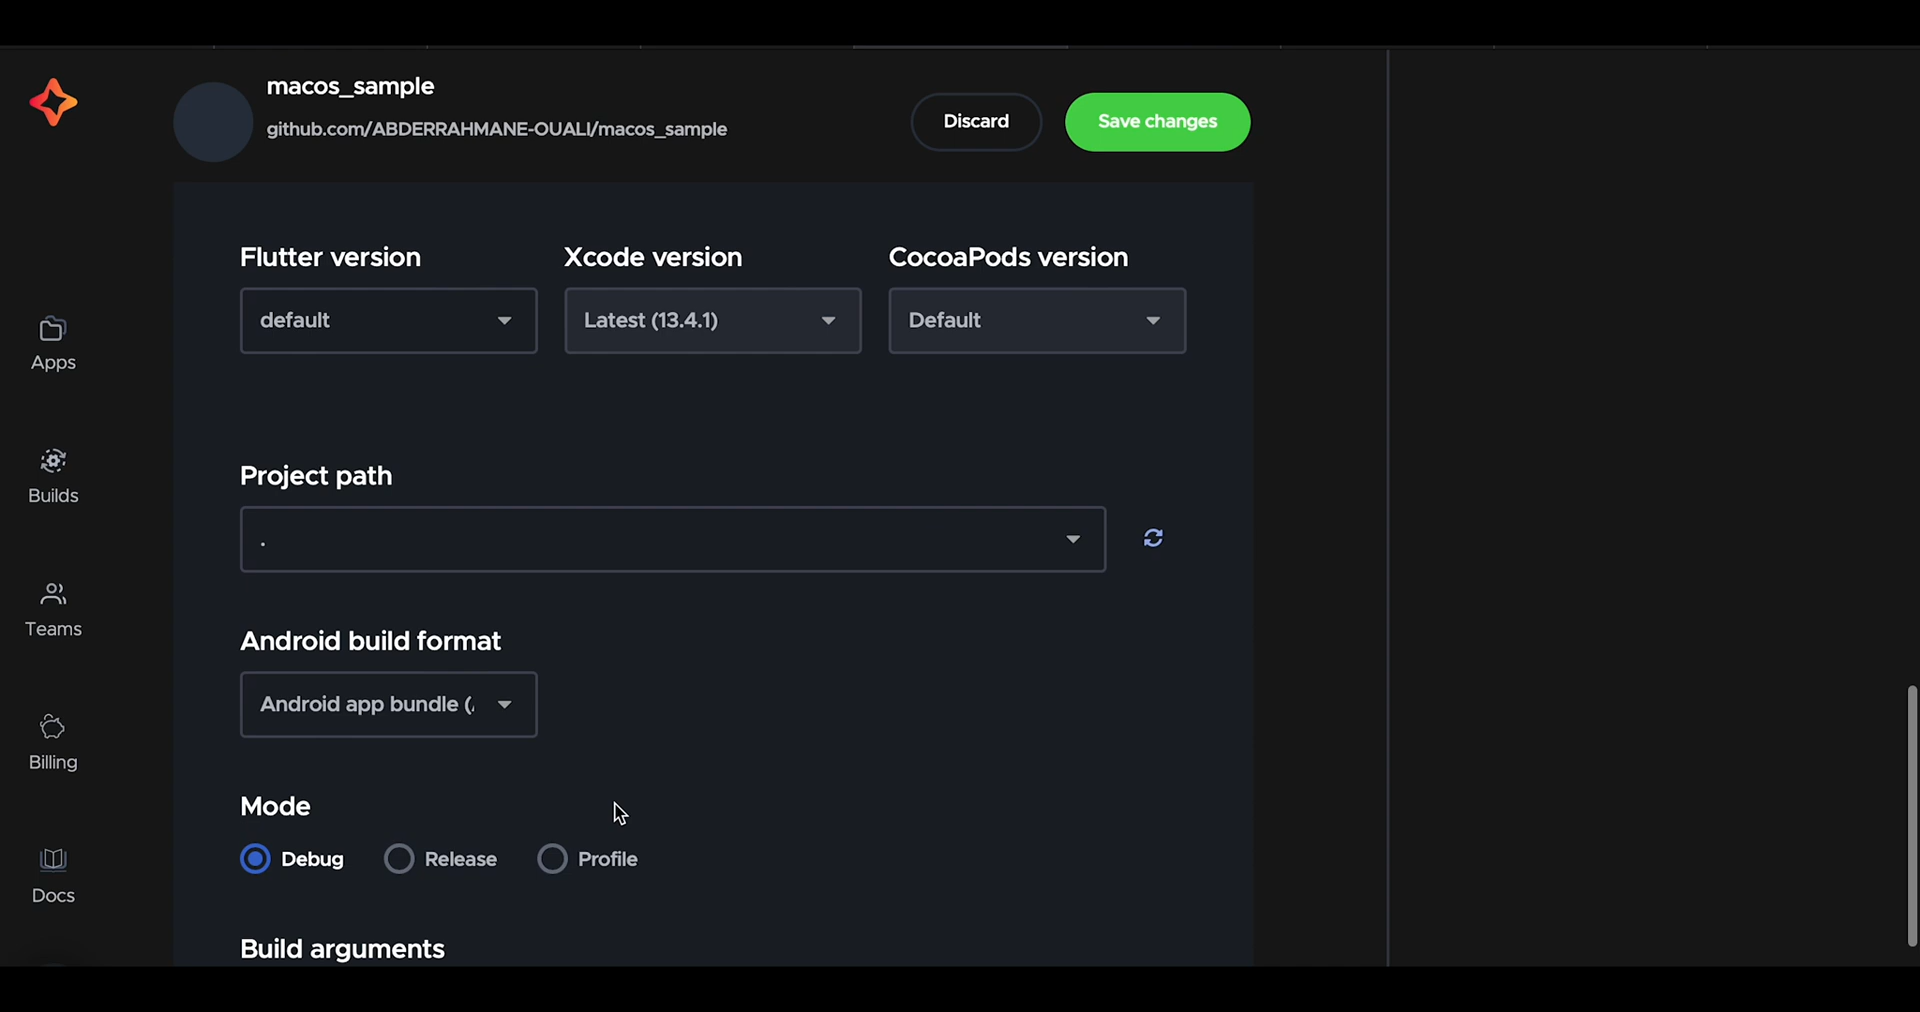 macos_sample
github.com/ABDERRAHMANE-OUALI/macos_sample
Discard
Save changes
Apps
Builds
Teams
Billing
Docs
Flutter version
Xcode version
CocoaPods version
default
Latest (13.4.1)
Default
Project path
.
Android build format
Android app bundle (
Mode
Debug
Release
Profile
Build arguments